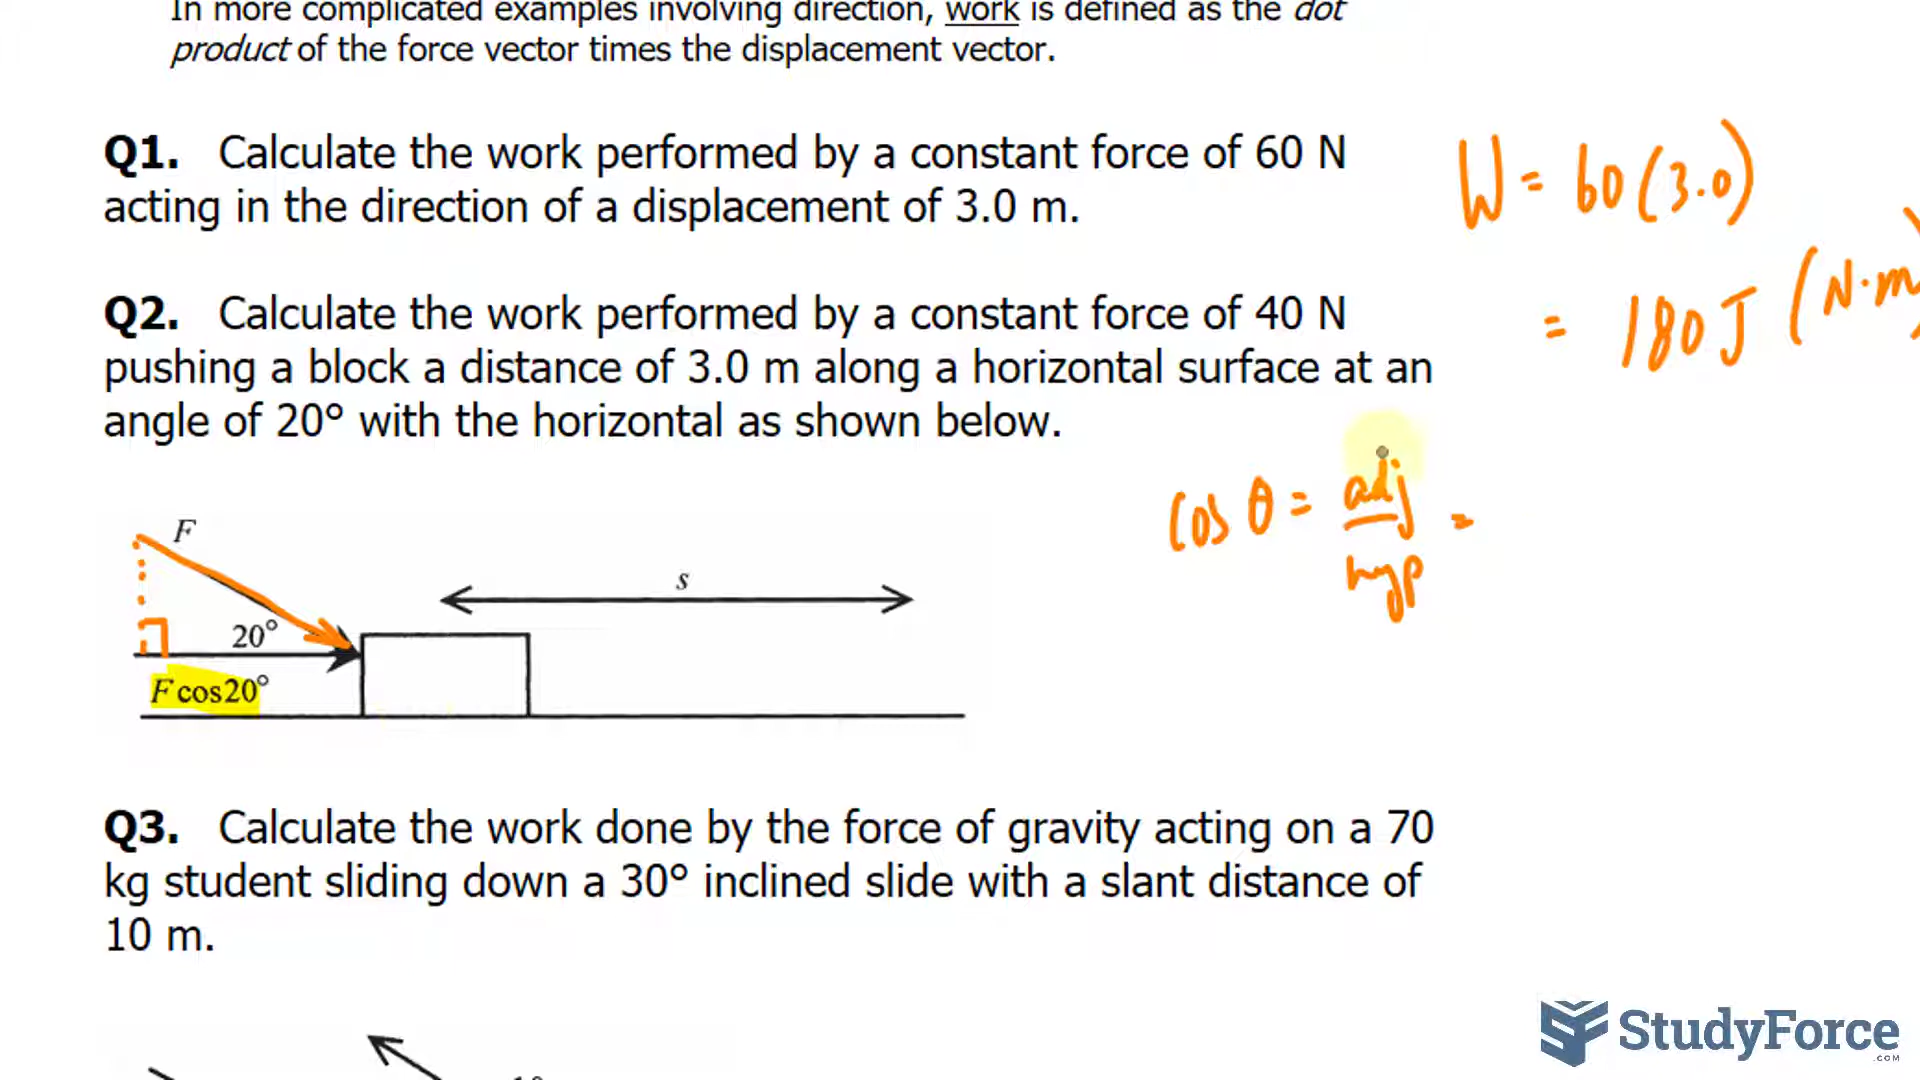 In more complicated examples involving direction, work is defined as the dot
product of the force vector times the displacement vector.
Q1. Calculate the work performed by a constant force of 60 N
acting in the direction of a displacement of 3.0 m.
W = 60(3.0)
= 180 J (N·m)
Q2. Calculate the work performed by a constant force of 40 N
pushing a block a distance of 3.0 m along a horizontal surface at an
angle of 20° with the horizontal as shown below.
cos θ = adj =
hyp
F
s
20°
F cos20°
Q3. Calculate the work done by the force of gravity acting on a 70
kg student sliding down a 30° inclined slide with a slant distance of
10 m.
StudyForce
.COM